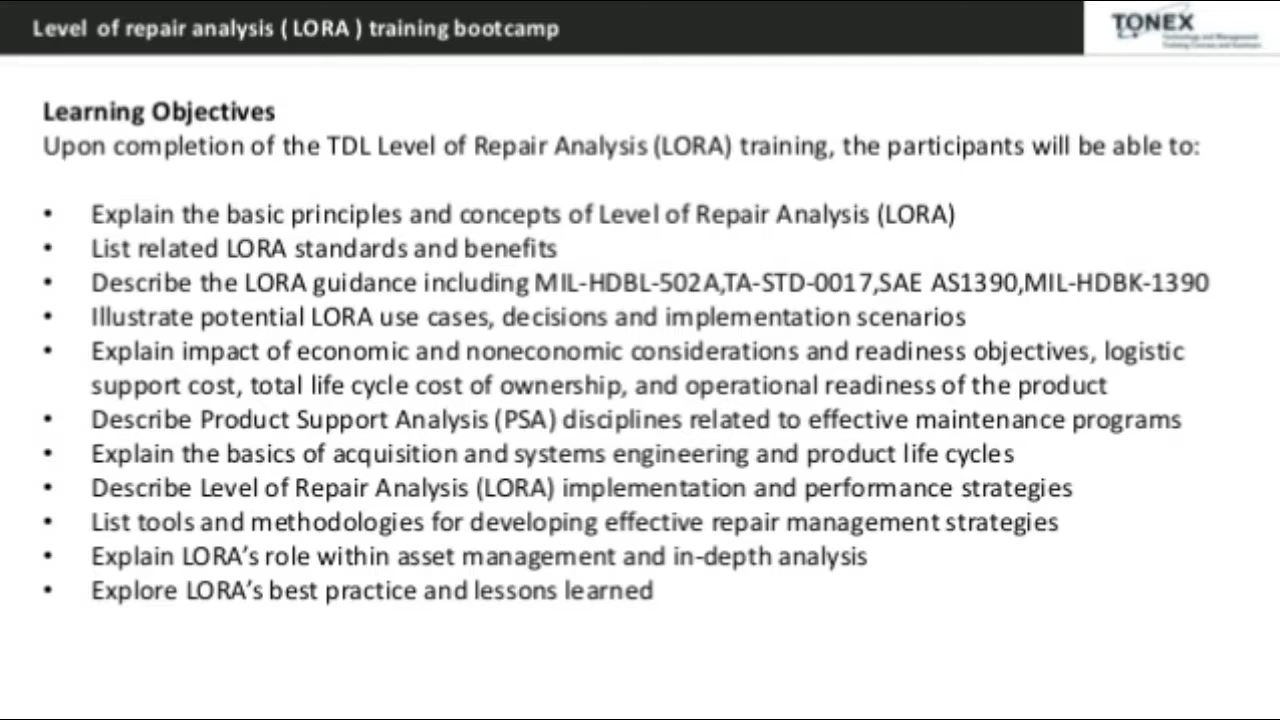 Level of repair analysis ( LORA ) training bootcamp
TONEX
Learning Objectives
Upon completion of the TDL Level of Repair Analysis (LORA) training, the participants will be able to:
• Explain the basic principles and concepts of Level of Repair Analysis (LORA)
• List related LORA standards and benefits
• Describe the LORA guidance including MIL-HDBL-502A,TA-STD-0017,SAE AS1390,MIL-HDBK-1390
• Illustrate potential LORA use cases, decisions and implementation scenarios
• Explain impact of economic and noneconomic considerations and readiness objectives, logistic
support cost, total life cycle cost of ownership, and operational readiness of the product
• Describe Product Support Analysis (PSA) disciplines related to effective maintenance programs
• Explain the basics of acquisition and systems engineering and product life cycles
• Describe Level of Repair Analysis (LORA) implementation and performance strategies
• List tools and methodologies for developing effective repair management strategies
• Explain LORA’s role within asset management and in-depth analysis
• Explore LORA’s best practice and lessons learned